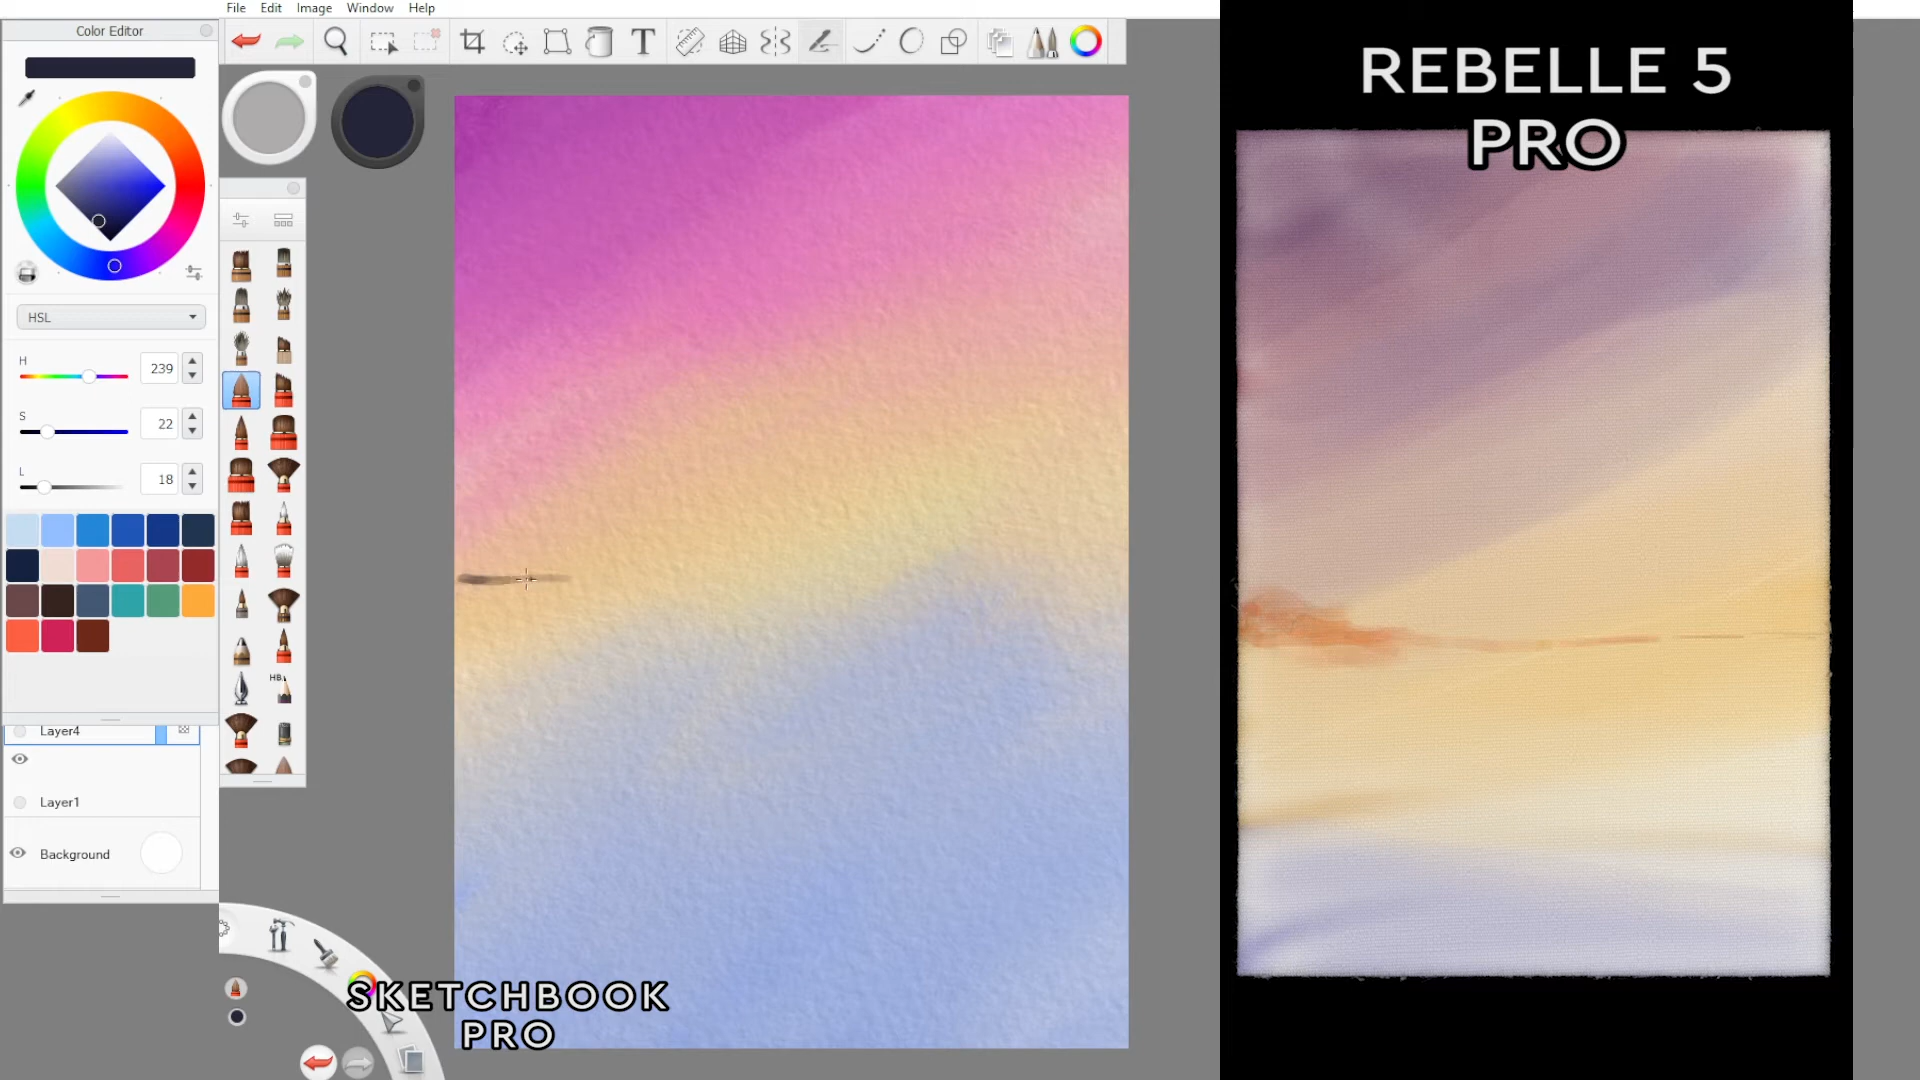 File Edit Image Window Help
Color Editor
HSL
H
239
S
22
L
18
HB
Layer4
Layer1
Background
SKETCHBOOK
PRO
REBELLE 5
PRO